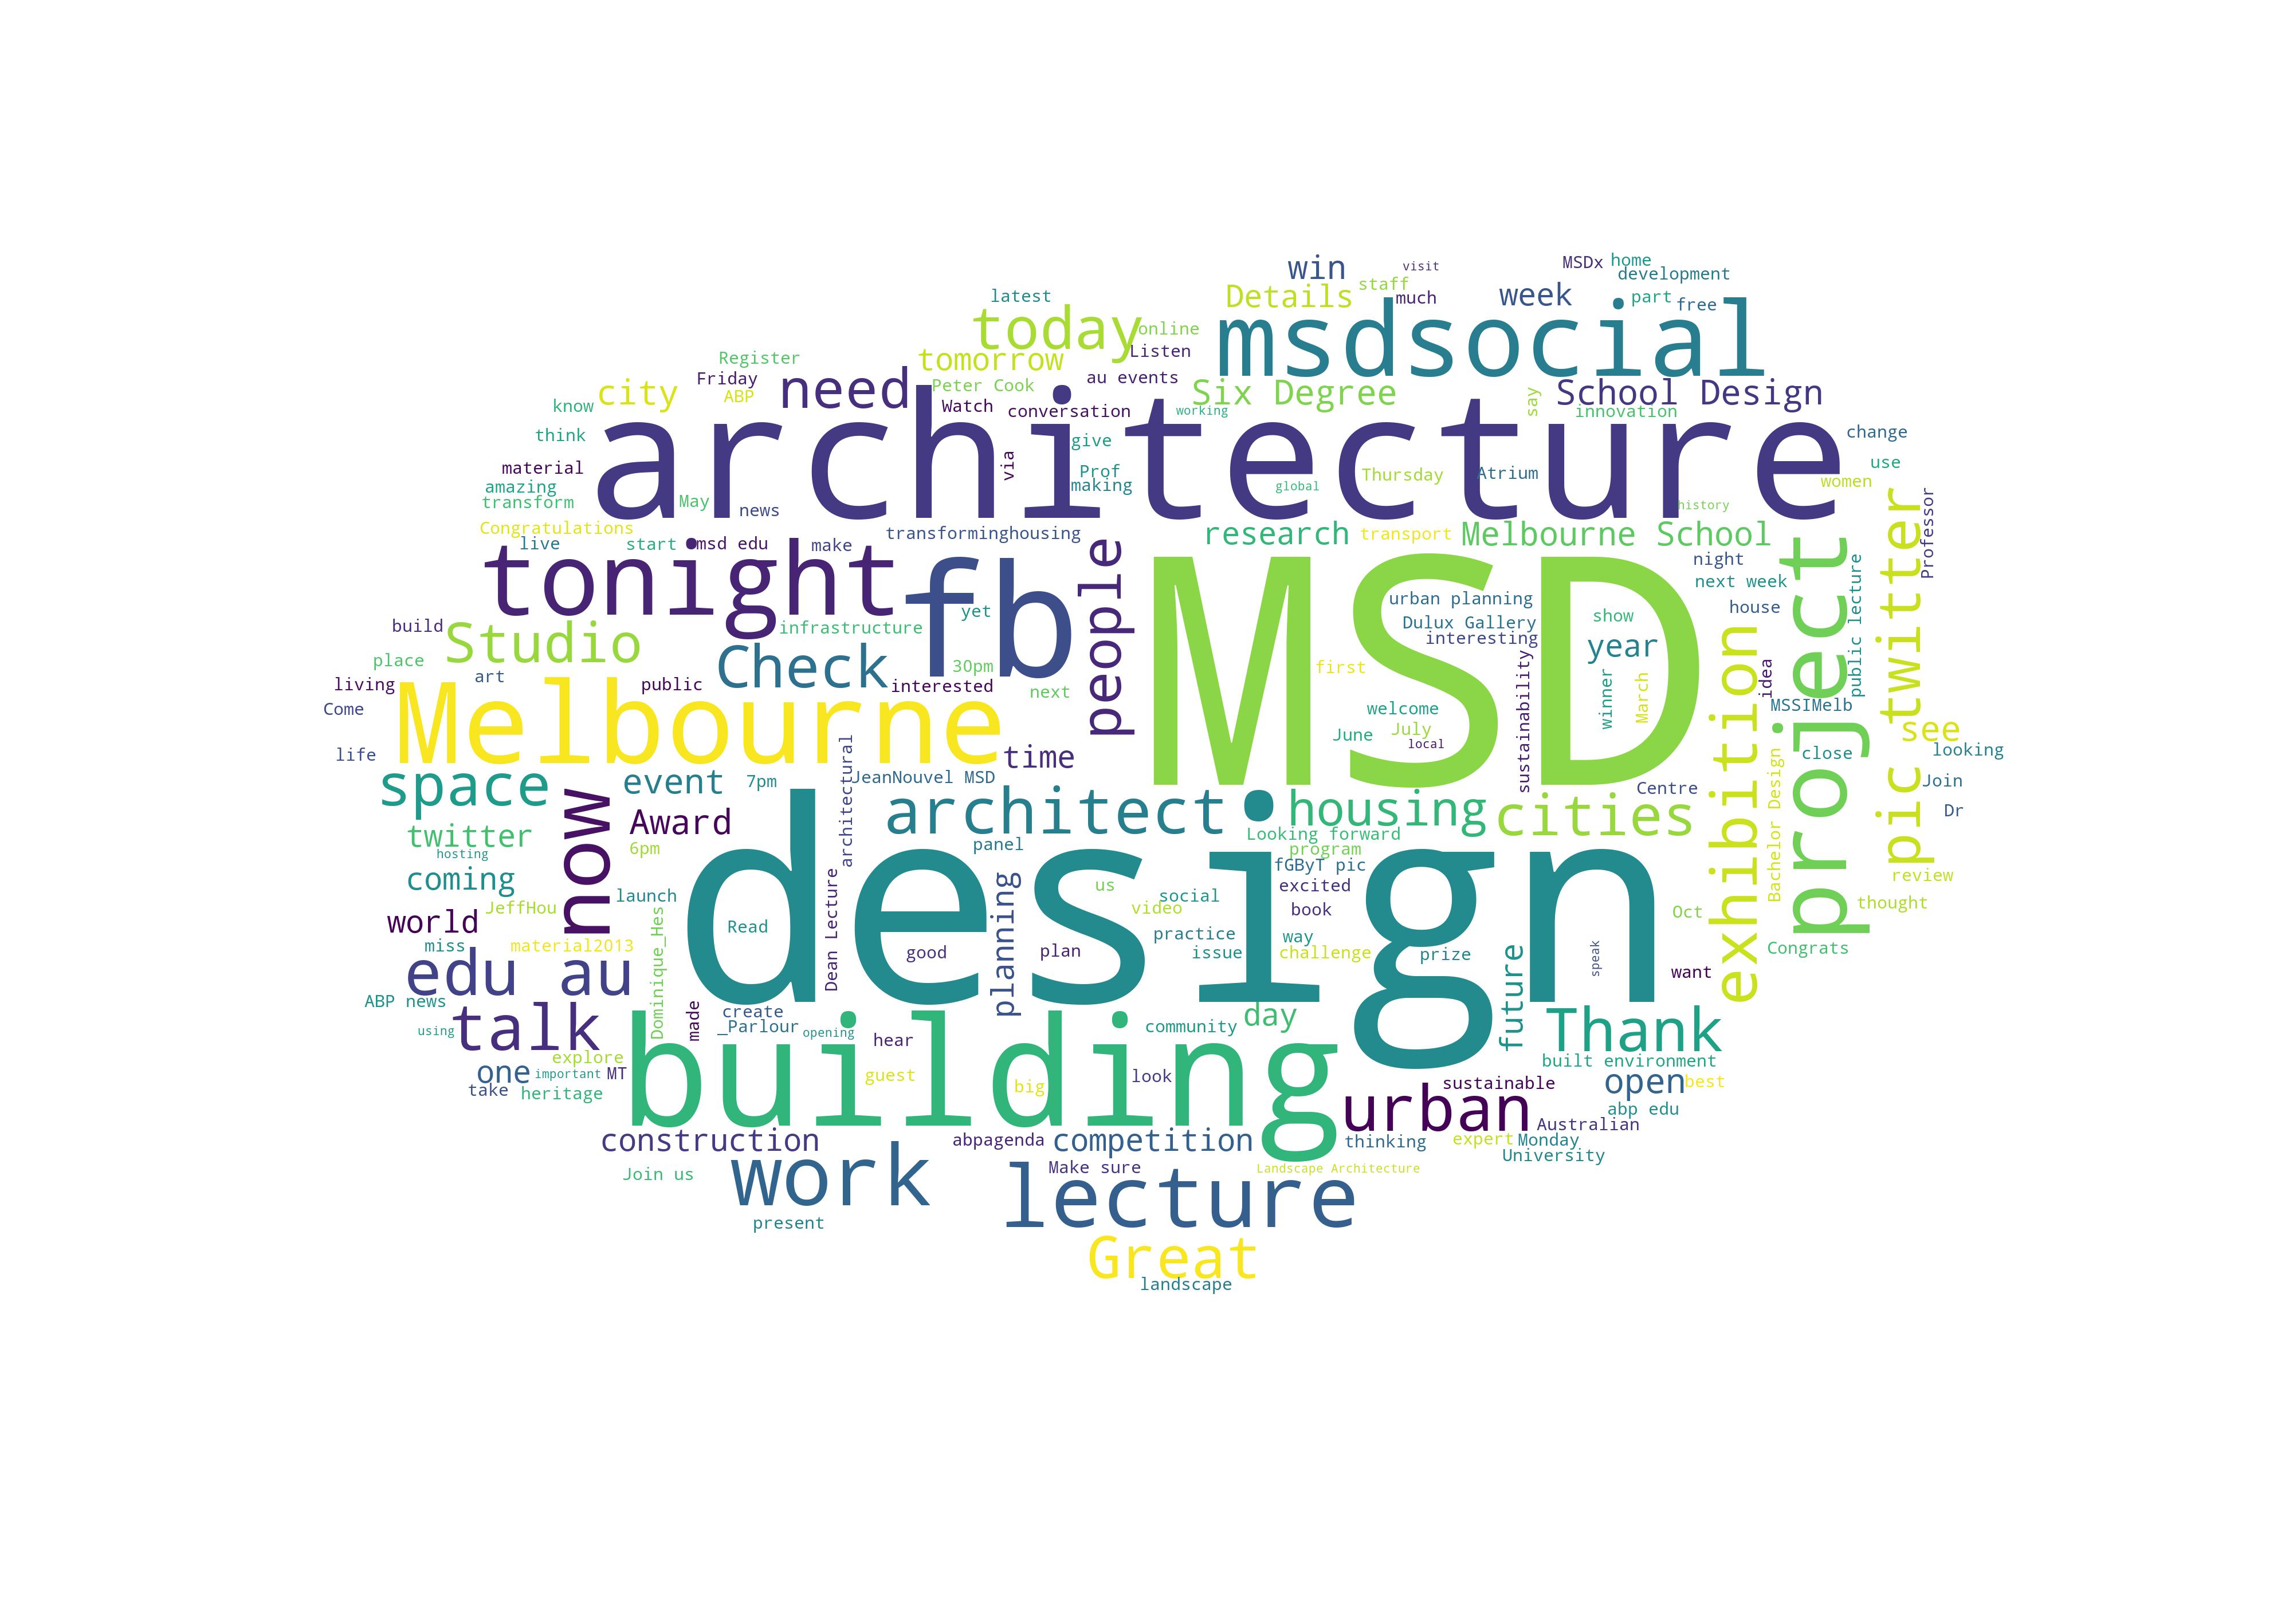 visit
MSDx
home
win
development
staff
Details
latest
much
week
part
free
msdsocial
today
online
tomorrow
Listen
Register
Friday
need
Peter Cook
au events
Six Degree
School Design
city
ABP
know
Watch
conversation
working
say
innovation
architecture
think
give
change
material
via
Prof
Thursday
Atrium
use
amazing
making
global
women
transform
May
news
history
Congratulations
transforminghousing
research
transport
Melbourne School
pic twitter
Professor
live
start
msd edu
make
night
tonight
fb
people
MSD
next week
project
public lecture
urban planning
yet
house
show
build
Studio
infrastructure
Dulux Gallery
interesting
year
place
Check
30pm
first
exhibition
idea
living
art
public
interested
next
sustainability
winner
March
Melbourne
Come
welcome
MSSIMelb
June
July
see
local
life
time
close
looking
space
event
7pm
architectural
JeanNouvel MSD
Centre
Bachelor Design
Join
now
Award
architect
housing
cities
Dr
twitter
Looking forward
hosting
6pm
panel
program
design
fGByT pic
coming
launch
planning
us
social
excited
review
JeffHou
video
book
Oct
thought
world
Dominique_Hes
Read
Dean Lecture
practice
way
miss
material2013
good
plan
issue
challenge
prize
speak
Congrats
edu au
future
want
ABP news
made
create
day
talk
using
_Parlour
opening
community
Thank
building
hear
explore
built environment
one
important
MT
guest
big
look
sustainable
open
best
take
heritage
urban
abp edu
Australian
construction
abpagenda
competition
thinking
expert
Monday
University
Join us
work
Make sure
Landscape Architecture
lecture
present
Great
landscape